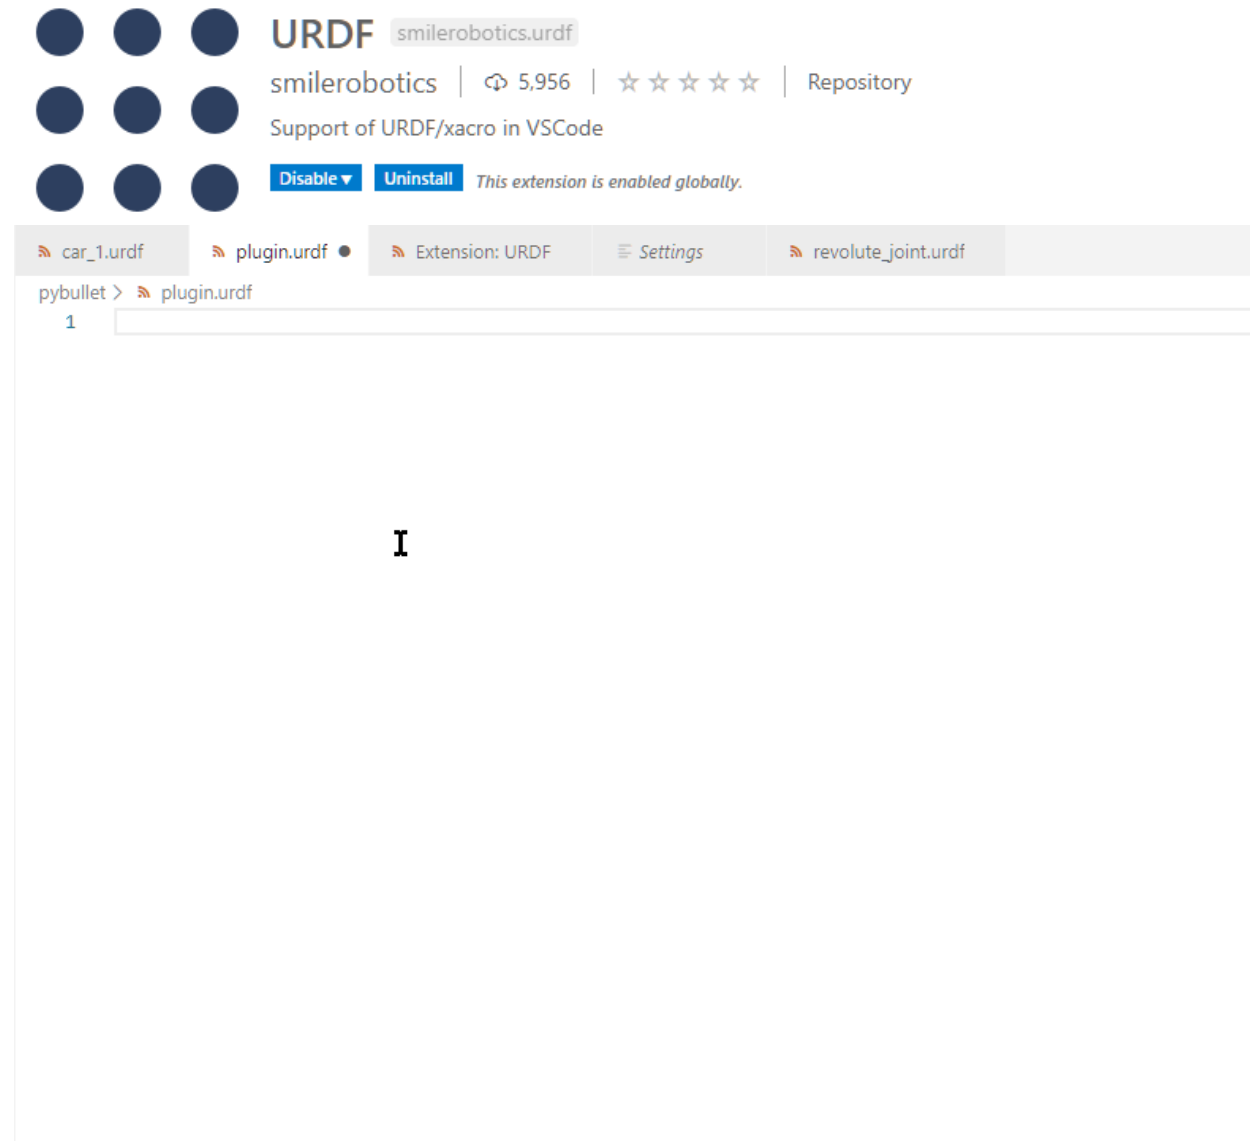 URDF smilerobotics.urdf
smilerobotics 5,956 Repository
Support of URDF/xacro in VSCode
Disable Uninstall This extension is enabled globally.
car_1.urdf plugin.urdf Extension: URDF Settings revolute_joint.urdf
pybullet > plugin.urdf
1